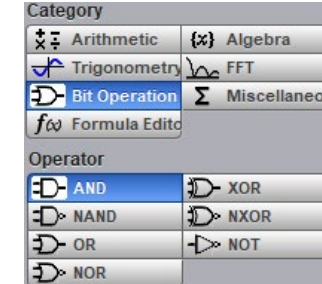 Category
Arithmetic {x} Algebra
Trigonometry FFT
Bit Operation Σ Miscellaneo
f(x) Formula Edito
Operator
AND XOR
NAND NXOR
OR NOT
NOR